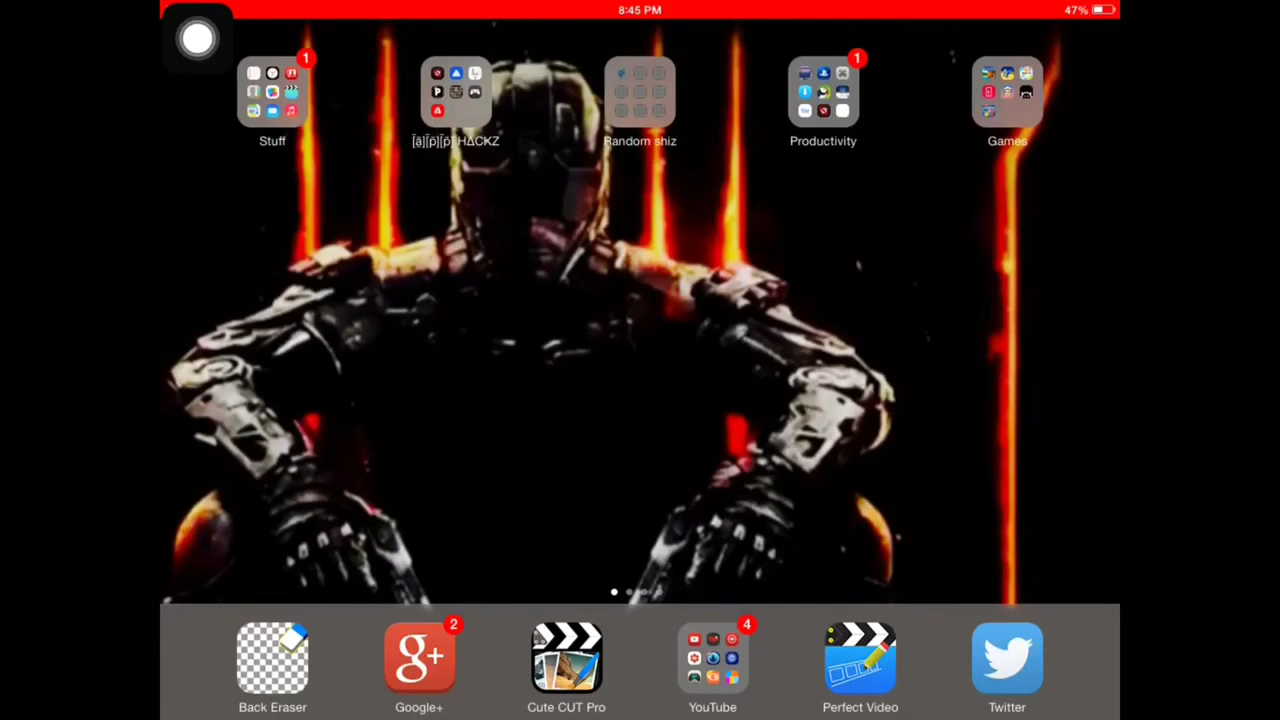 8:45 PM
47%
1
1
Stuff
[ā][p̄][p̄] HΔCKZ
Random shiz
Productivity
Games
2
4
g+
Back Eraser
Google+
Cute CUT Pro
YouTube
Perfect Video
Twitter